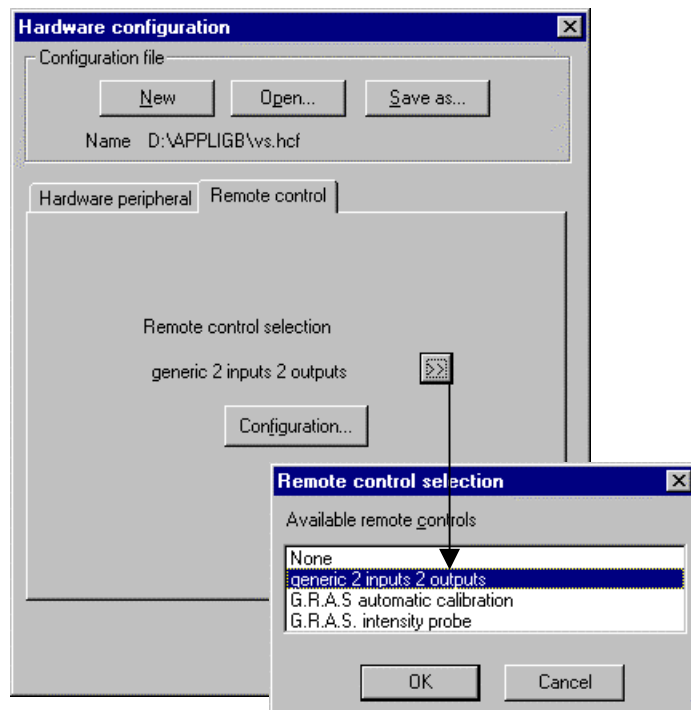 Hardware configuration
Configuration file
New Open... Save as...
Name D:\APPLIGB\vs.hcf
Hardware peripheral Remote control
Remote control selection
generic 2 inputs 2 outputs >>
Configuration...
Remote control selection
Available remote controls
None
generic 2 inputs 2 outputs
G.R.A.S automatic calibration
G.R.A.S. intensity probe
OK Cancel